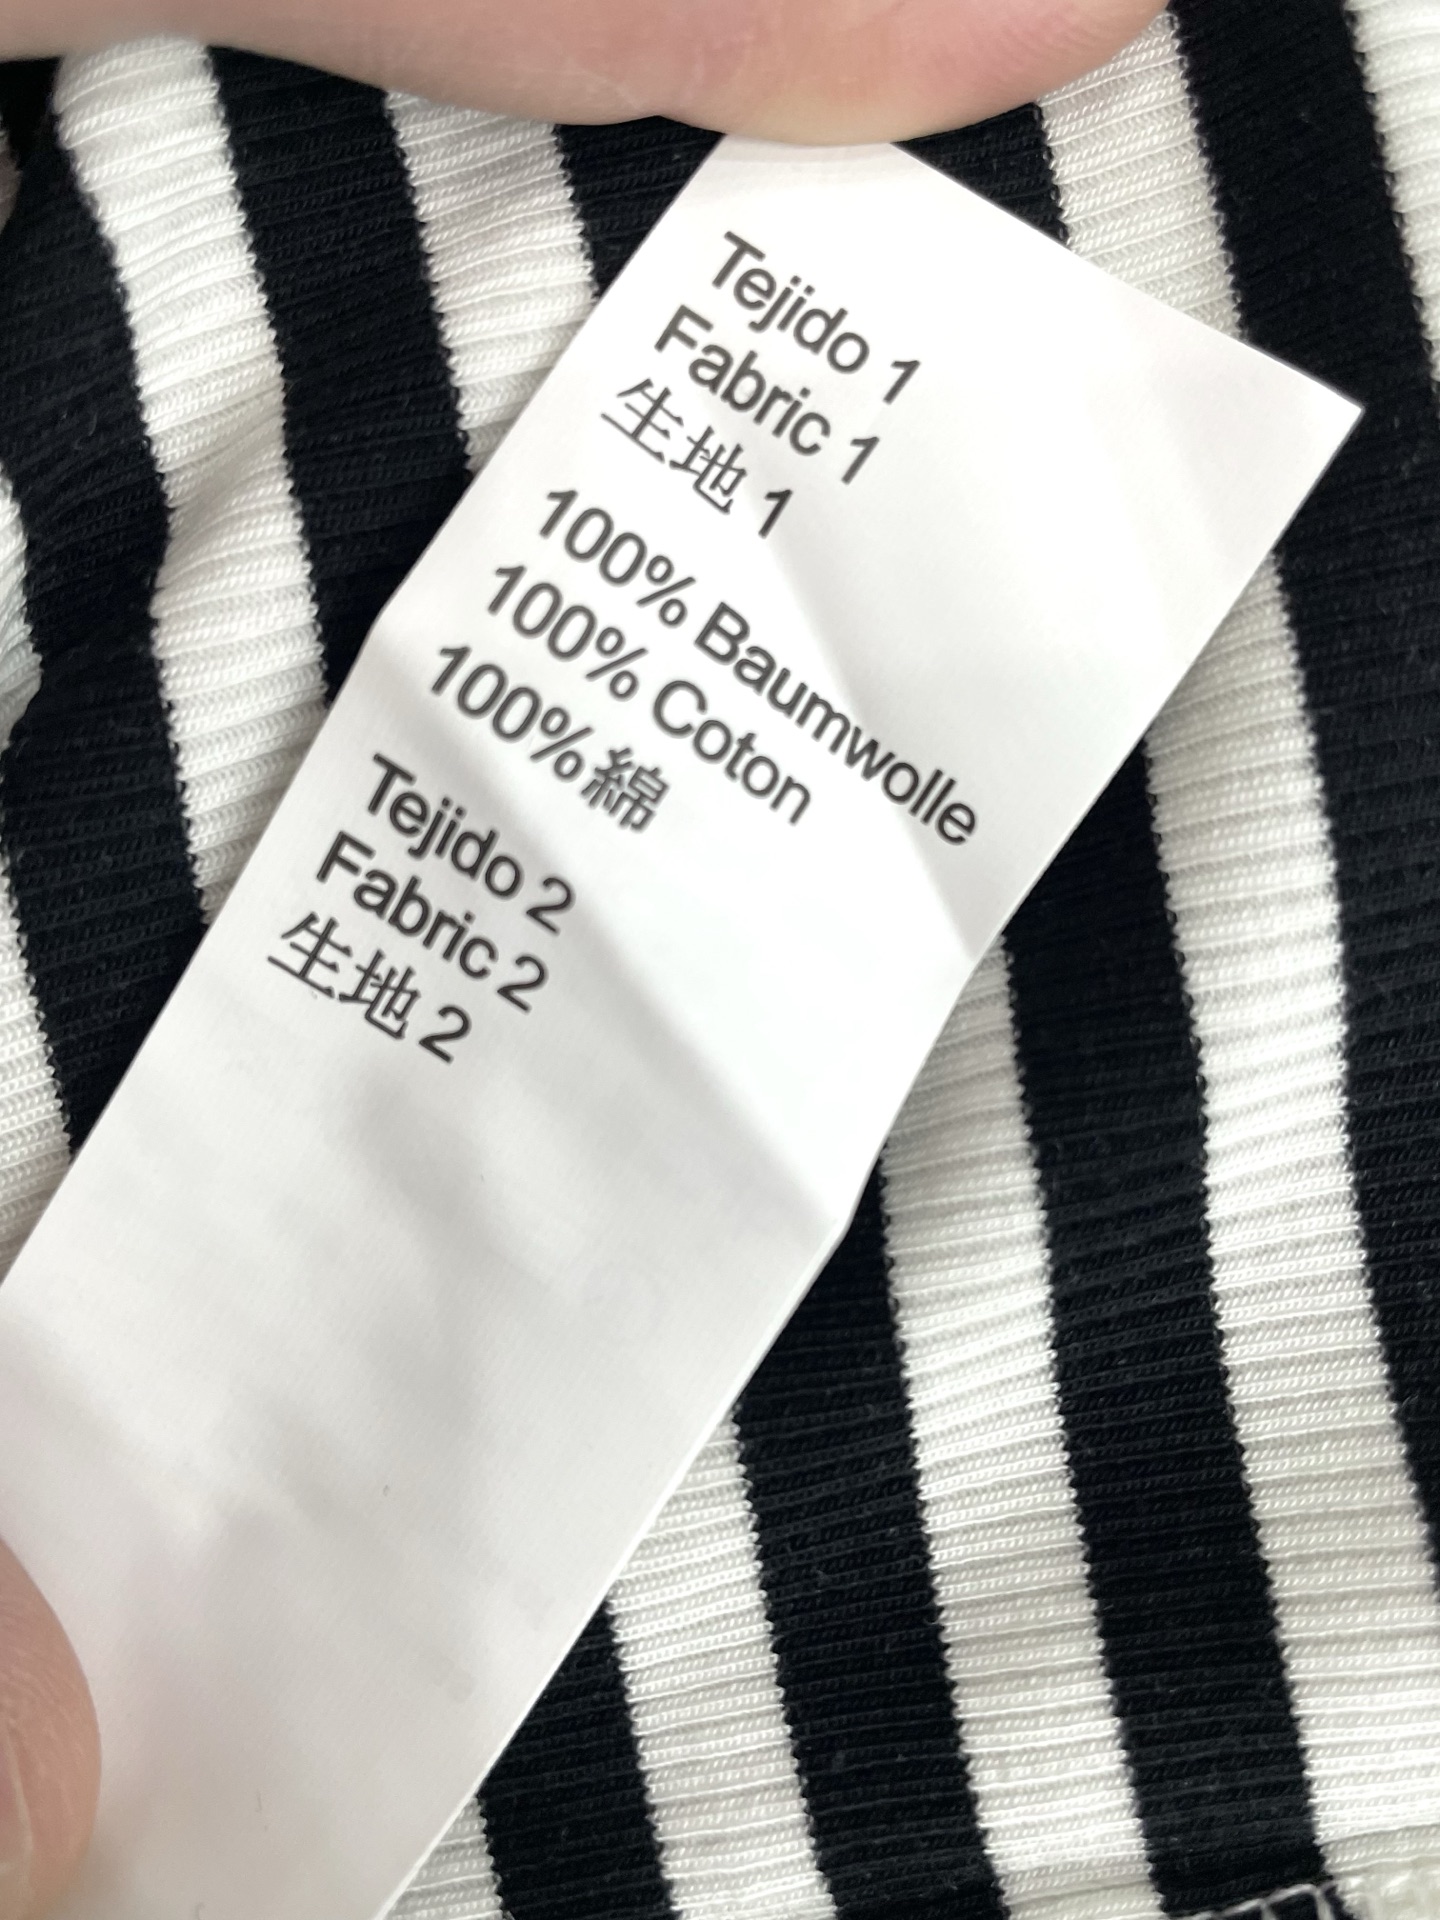 Tejido 1
Fabric 1
生地 1
100% Baumwolle
100% Coton
100%綿
Tejido 2
Fabric 2
生地 2